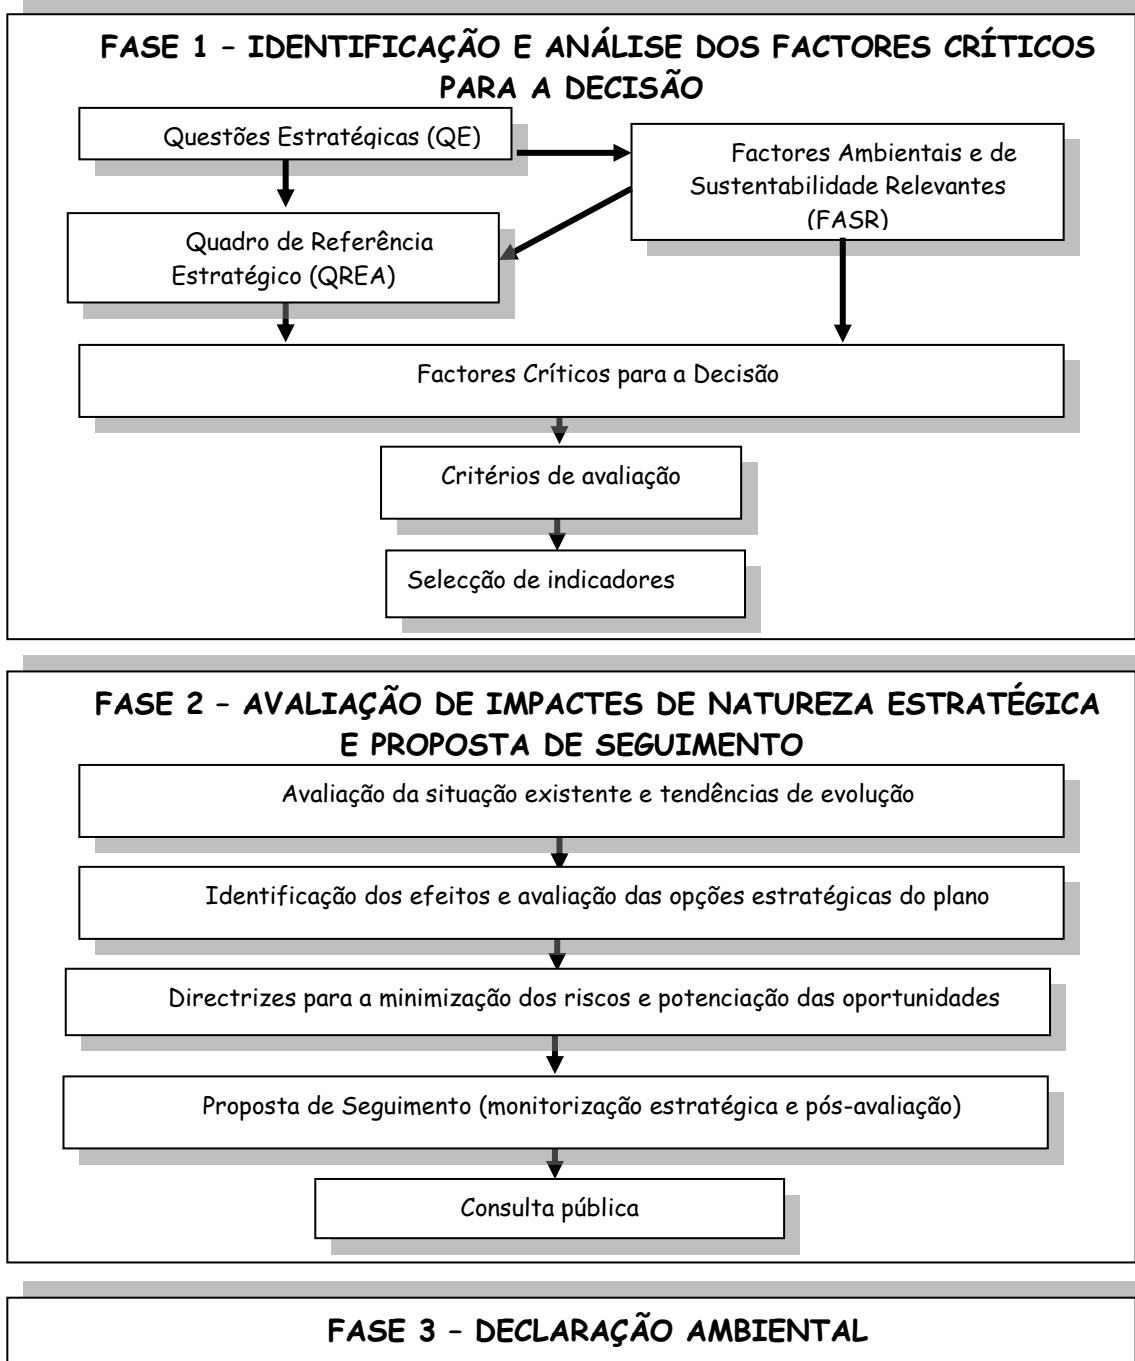 FASE 1 – IDENTIFICAÇÃO E ANÁLISE DOS FACTORES CRÍTICOS
PARA A DECISÃO
Questões Estratégicas (QE)
Factores Ambientais e de
Sustentabilidade Relevantes
(FASR)
Quadro de Referência
Estratégico (QREA)
Factores Críticos para a Decisão
Critérios de avaliação
Selecção de indicadores
FASE 2 – AVALIAÇÃO DE IMPACTES DE NATUREZA ESTRATÉGICA
E PROPOSTA DE SEGUIMENTO
Avaliação da situação existente e tendências de evolução
Identificação dos efeitos e avaliação das opções estratégicas do plano
Directrizes para a minimização dos riscos e potenciação das oportunidades
Proposta de Seguimento (monitorização estratégica e pós-avaliação)
Consulta pública
FASE 3 – DECLARAÇÃO AMBIENTAL